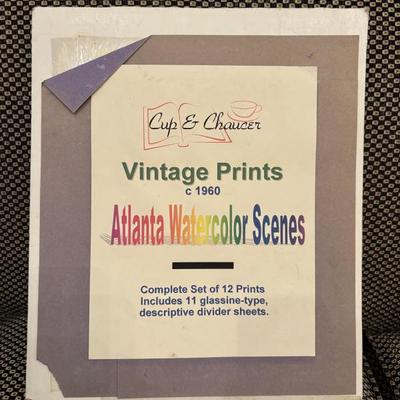 Cup & Chaucer
Vintage Prints
c 1960
Atlanta Watercolor Scenes
Complete Set of 12 Prints
Includes 11 glassine-type,
descriptive divider sheets.